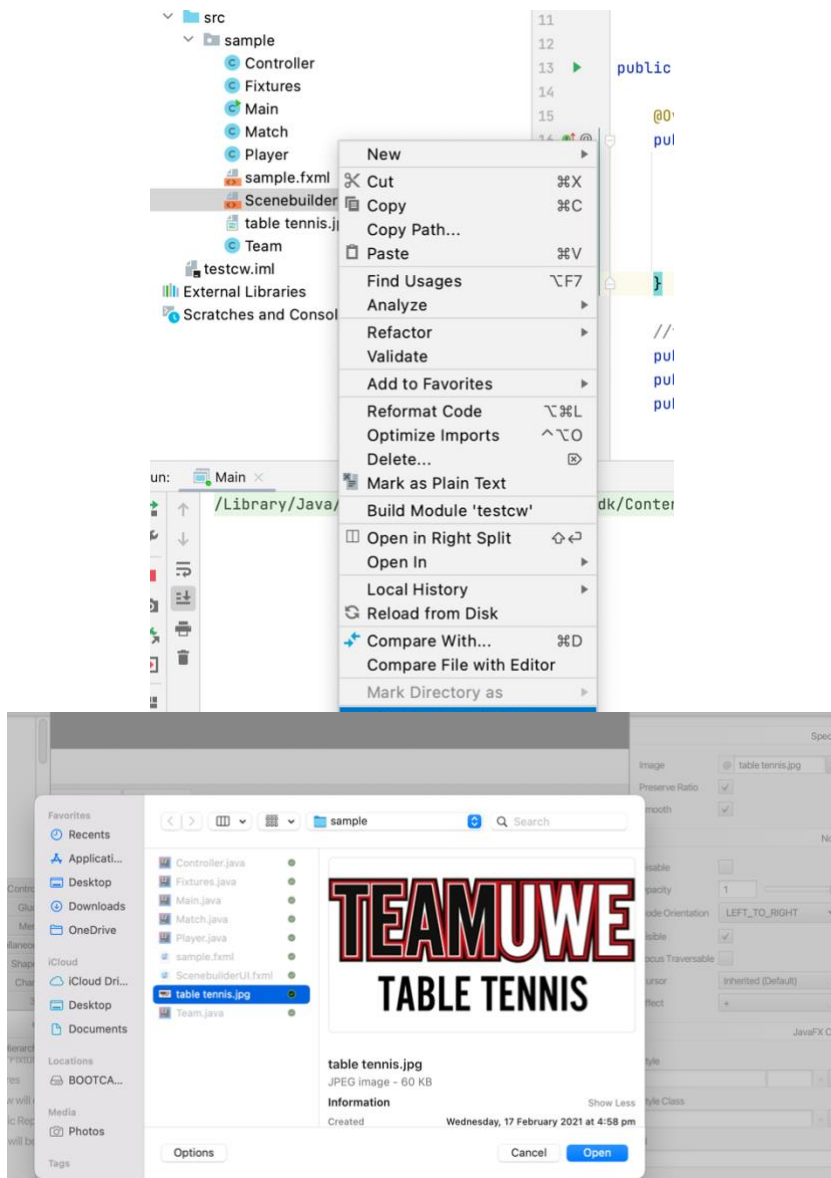 src
11
sample
12
Controller
13
public
Fixtures
14
Main
15
Match
16
pul
Player
sample.fxml
Scenebuilder
table tennis.j
Team
testcw.iml
External Libraries
Scratches and Consol
}
pul
pul
pul
New
Cut ⌘X
Copy ⌘C
Copy Path...
Paste ⌘V
Find Usages ⌥F7
Analyze
Refactor
Validate
Add to Favorites
Reformat Code ⌥⌘L
Optimize Imports ^⌥O
Delete... ⌦
Mark as Plain Text
Build Module 'testcw'
Open in Right Split ⇧⏎
Open In
Local History
Reload from Disk
Compare With... ⌘D
Compare File with Editor
Mark Directory as
un: Main
/Library/Java/
dk/Conter
Spec
Image @ table tennis.jpg
Preserve Ratio
mooth
No
isable
pacity 1
ode Orientation LEFT_TO_RIGHT
isible
ocus Traversable
ursor Inherited (Default)
ffect +
JavaFX C
tyle
tyle Class
Favorites
Recents
Applicati...
Desktop
Downloads
OneDrive
iCloud
iCloud Dri...
Desktop
Documents
Locations
BOOTCA...
Media
Photos
Tags
sample
Search
Controller.java
Fixtures.java
Main.java
Match.java
Player.java
sample.fxml
ScenebuilderUI.fxml
table tennis.jpg
Team.java
TEAMUWE
TABLE TENNIS
table tennis.jpg
JPEG image - 60 KB
Information Show Less
Created Wednesday, 17 February 2021 at 4:58 pm
Options Cancel Open